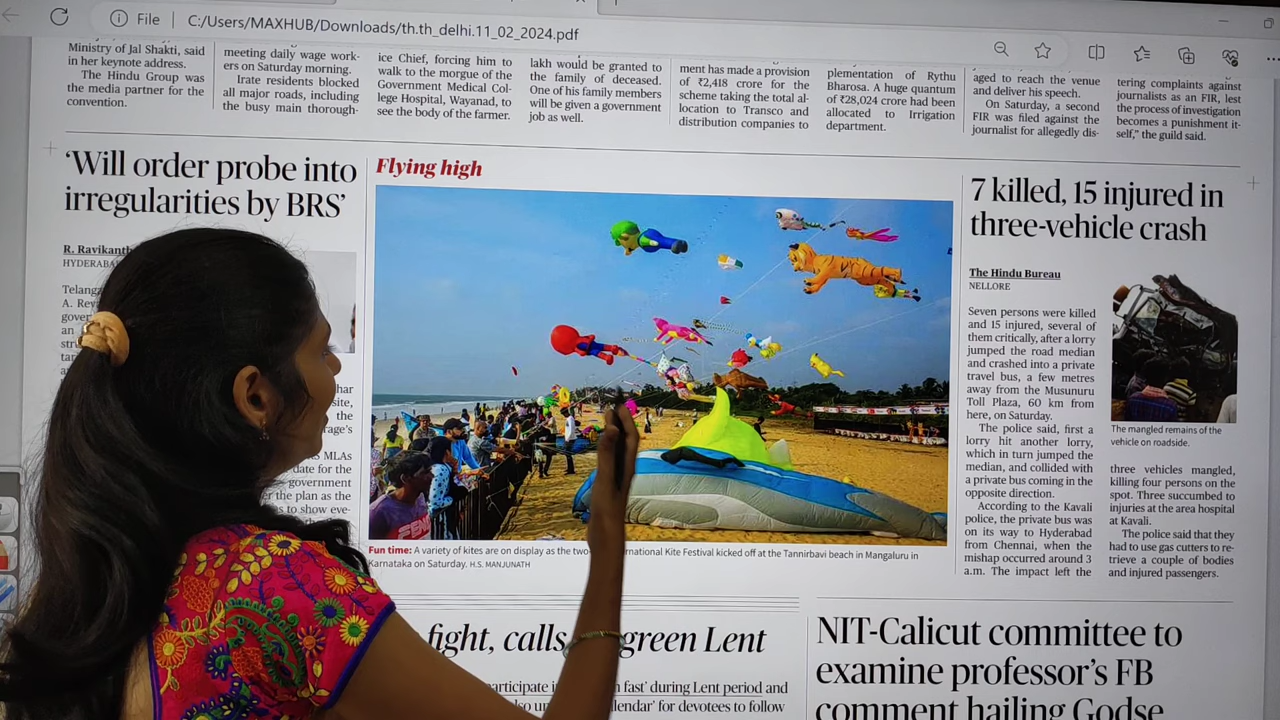 File
C:/Users/MAXHUB/Downloads/th.th_delhi.11_02_2024.pdf
Ministry of Jal Shakti, said
in her keynote address.
The Hindu Group was
the media partner for the
convention.
meeting daily wage work-
ers on Saturday morning.
Irate residents blocked
all major roads, including
the busy main thorough-
ice Chief, forcing him to
walk to the morgue of the
Government Medical Col-
lege Hospital, Wayanad, to
see the body of the farmer.
lakh would be granted to
the family of deceased.
One of his family members
will be given a government
job as well.
ment has made a provision
of ₹2,418 crore for the
scheme taking the total al-
location to Transco and
distribution companies to
plementation of Rythu
Bharosa. A huge quantum
of ₹28,024 crore had been
allocated to Irrigation
department.
aged to reach the venue
and deliver his speech.
On Saturday, a second
FIR was filed against the
journalist for allegedly dis-
tering complaints against
journalists as an FIR, lest
the process of investigation
becomes a punishment it-
self,” the guild said.
‘Will order probe into
irregularities by BRS’
R. Ravikanth
HYDERABA
Telang
A. Rev
gover
an
MLAs
date for the
er the plan as the
s to show eve-
Flying high
Fun time: A variety of kites are on display as the two- rnational Kite Festival kicked off at the Tannirbavi beach in Mangaluru in
Karnataka on Saturday. H.S. MANJUNATH
7 killed, 15 injured in
three-vehicle crash
The Hindu Bureau
NELLORE
Seven persons were killed
and 15 injured, several of
them critically, after a lorry
jumped the road median
and crashed into a private
travel bus, a few metres
away from the Musunuru
Toll Plaza, 60 km from
here, on Saturday.
The police said, first a
lorry hit another lorry,
which in turn jumped the
median, and collided with
a private bus coming in the
opposite direction.
According to the Kavali
police, the private bus was
on its way to Hyderabad
from Chennai, when the
mishap occurred around 3
a.m. The impact left the
The mangled remains of the
vehicle on roadside.
three vehicles mangled,
killing four persons on the
spot. Three succumbed to
injuries at the area hospital
at Kavali.
The police said that they
had to use gas cutters to re-
trieve a couple of bodies
and injured passengers.
fight, calls green Lent
articipate i fast’ during Lent period and
lendar’ for devotees to follow
NIT-Calicut committee to
examine professor’s FB
comment hailing Godse